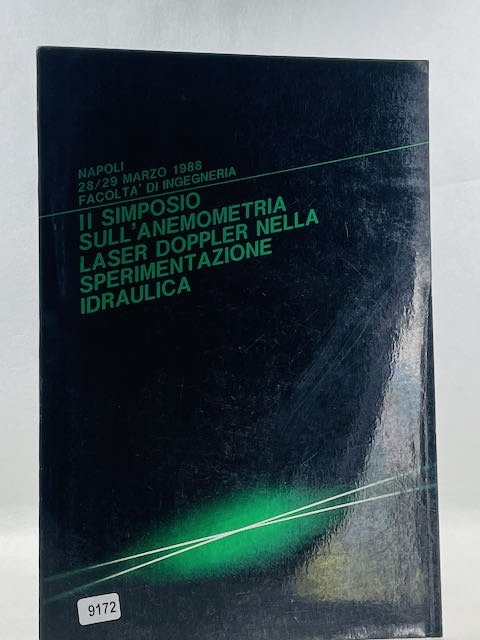 NAPOLI
28/29 MARZO 1988
FACOLTA' DI INGEGNERIA
II SIMPOSIO
SULL'ANEMOMETRIA
LASER DOPPLER NELLA
SPERIMENTAZIONE
IDRAULICA
9172